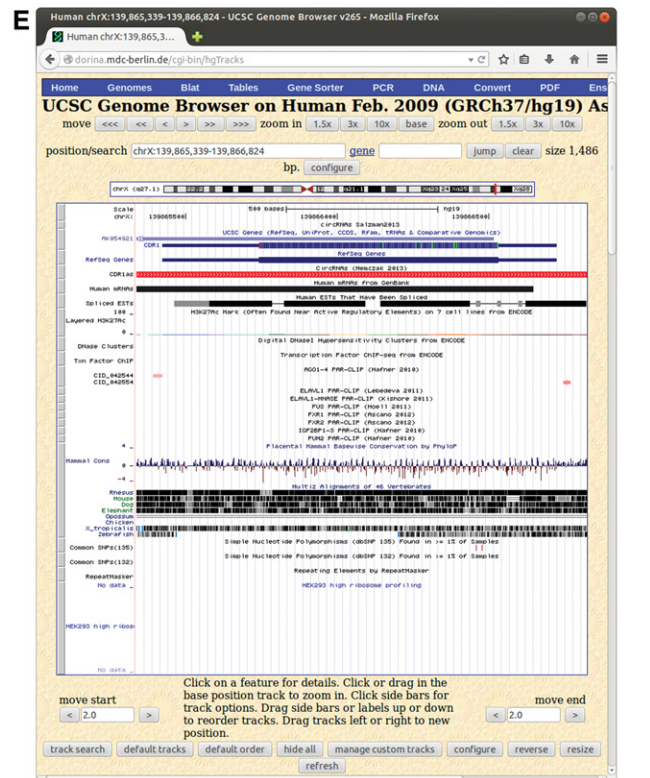 E
Human chrX:139,865,339-139,866,824 - UCSC Genome Browser v265 - Mozilla Firefox
Human chrX:139,865,3...
dorina.mdc-berlin.de/cgi-bin/hgTracks
Home Genomes Blat Tables Gene Sorter PCR DNA Convert PDF Ens
UCSC Genome Browser on Human Feb. 2009 (GRCh37/hg19) As
move <<< << < > >> >>> zoom in 1.5x 3x 10x base zoom out 1.5x 3x 10x
position/search chrX:139,865,339-139,866,824 gene jump clear size 1,486
bp. configure
chrX (q27.1)
Scale 500 bases hg19
chrX: 139865500 139866000 139866500
circRNAs Salzman2013
UCSC Genes (RefSeq, UniProt, CCDS, Rfam, tRNAs & Comparative Genomics)
AK054921
CDR1
RefSeq Genes
RefSeq Genes
CircRNAs (Memczak 2013)
CDR1as
Human mRNAs from GenBank
Human mRNAs
Human ESTs That Have Been Spliced
Spliced ESTs
100 _ H3K27Ac Mark (Often Found Near Active Regulatory Elements) on 7 cell lines from ENCODE
Layered H3K27Ac
0 _
Digital DNaseI Hypersensitivity Clusters from ENCODE
DNase Clusters
Transcription Factor ChIP-seq from ENCODE
Txn Factor ChIP
AGO1-4 PAR-CLIP (Hafner 2010)
CID_042544
CID_042554
ELAVL1 PAR-CLIP (Lebedeva 2011)
ELAVL1-MNASE PAR-CLIP (Kishore 2011)
FUS PAR-CLIP (Hoell 2011)
FXR1 PAR-CLIP (Ascano 2012)
FXR2 PAR-CLIP (Ascano 2012)
IGF2BP1-3 PAR-CLIP (Hafner 2010)
PUM2 PAR-CLIP (Hafner 2010)
4 _ Placental Mammal Basewise Conservation by PhyloP
Mammal Cons
0 _
-4 _
Multiz Alignments of 46 Vertebrates
Rhesus
Mouse
Dog
Elephant
Opossum
Chicken
X_tropicalis
Zebrafish
Simple Nucleotide Polymorphisms (dbSNP 135) Found in >= 1% of Samples
Common SNPs(135)
Simple Nucleotide Polymorphisms (dbSNP 132) Found in >= 1% of Samples
Common SNPs(132)
Repeating Elements by RepeatMasker
RepeatMasker
No data _ HEK293 high ribosome profiling
HEK293 high ribos
No data _
Click on a feature for details. Click or drag in the
base position track to zoom in. Click side bars for
track options. Drag side bars or labels up or down
to reorder tracks. Drag tracks left or right to new
position.
move start
< 2.0 >
move end
< 2.0 >
track search default tracks default order hide all manage custom tracks configure reverse resize
refresh